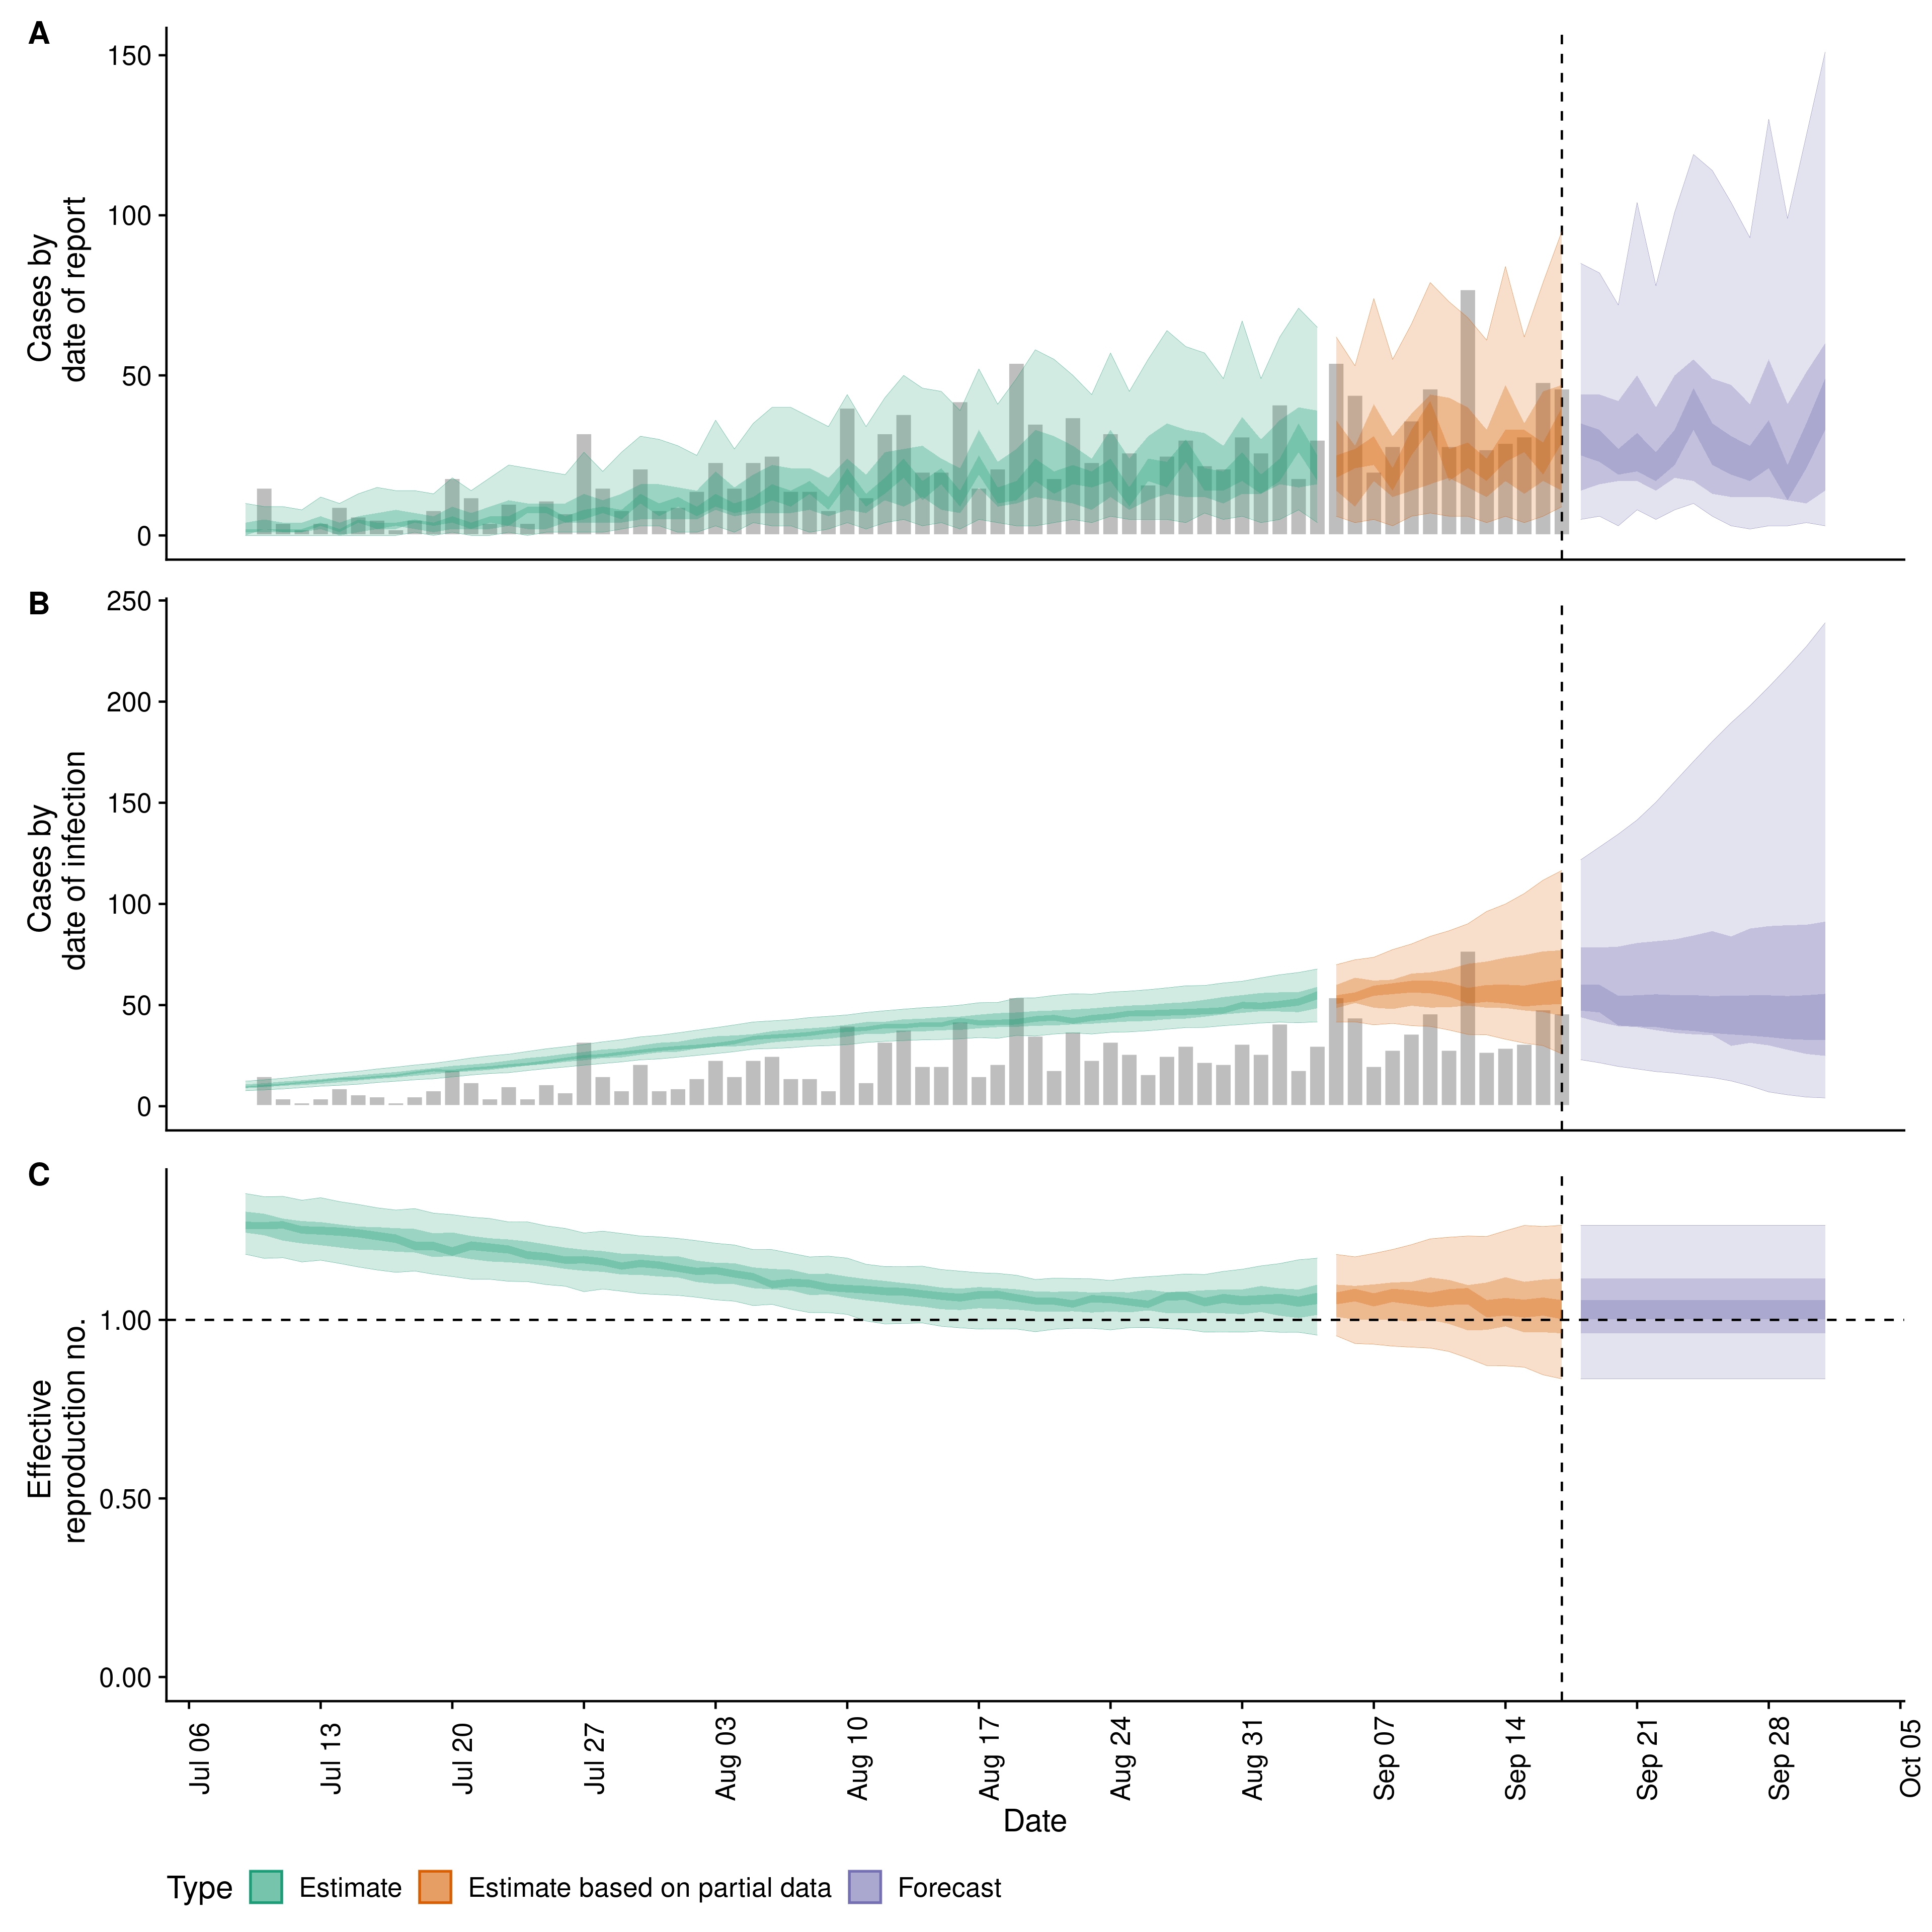 A
150
100
50
0
Cases by
date of report
B
250
200
150
100
50
0
Cases by
date of infection
C
1.00
0.50
0.00
Effective
reproduction no.
Jul 06
Jul 13
Jul 20
Jul 27
Aug 03
Aug 10
Aug 17
Aug 24
Aug 31
Sep 07
Sep 14
Sep 21
Sep 28
Oct 05
Date
Type Estimate Estimate based on partial data Forecast